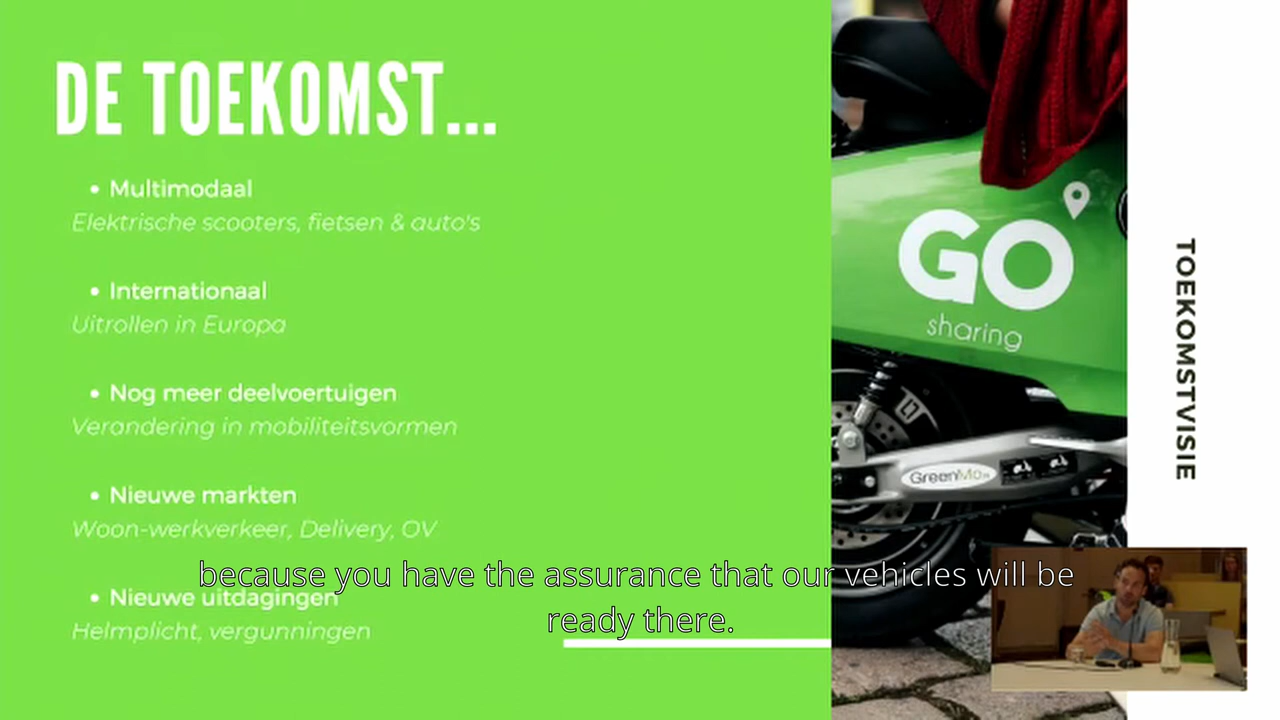 DE TOEKOMST...
• Multimodaal
Elektrische scooters, fietsen & auto's
• Internationaal
Uitrollen in Europa
• Nog meer deelvoertuigen
Verandering in mobiliteitsvormen
• Nieuwe markten
Woon-werkverkeer, Delivery, OV
• Nieuwe uitdagingen
Helmplicht, vergunningen
GO
sharing
GreenMo
TOEKOMSTVISIE
because you have the assurance that our vehicles will be
ready there.